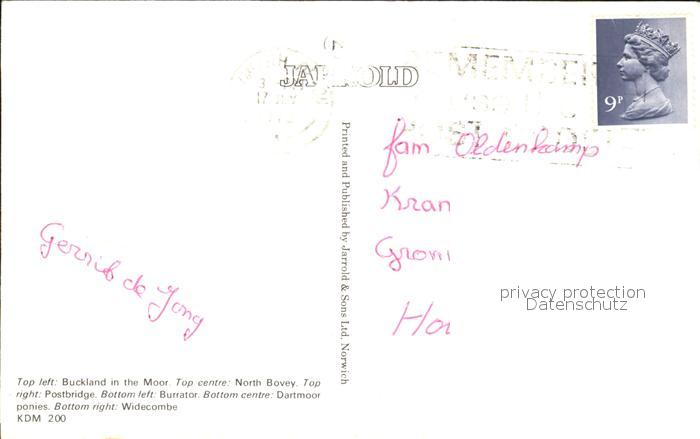 JARROLD
9P
fam Oldenkamp
Kran
Groni
Ho
Gerrit de Jong
privacy protection
Datenschutz
Printed and Published by Jarrold & Sons Ltd, Norwich
Top left: Buckland in the Moor. Top centre: North Bovey. Top
right: Postbridge. Bottom left: Burrator. Bottom centre: Dartmoor
ponies. Bottom right: Widecombe
KDM 200